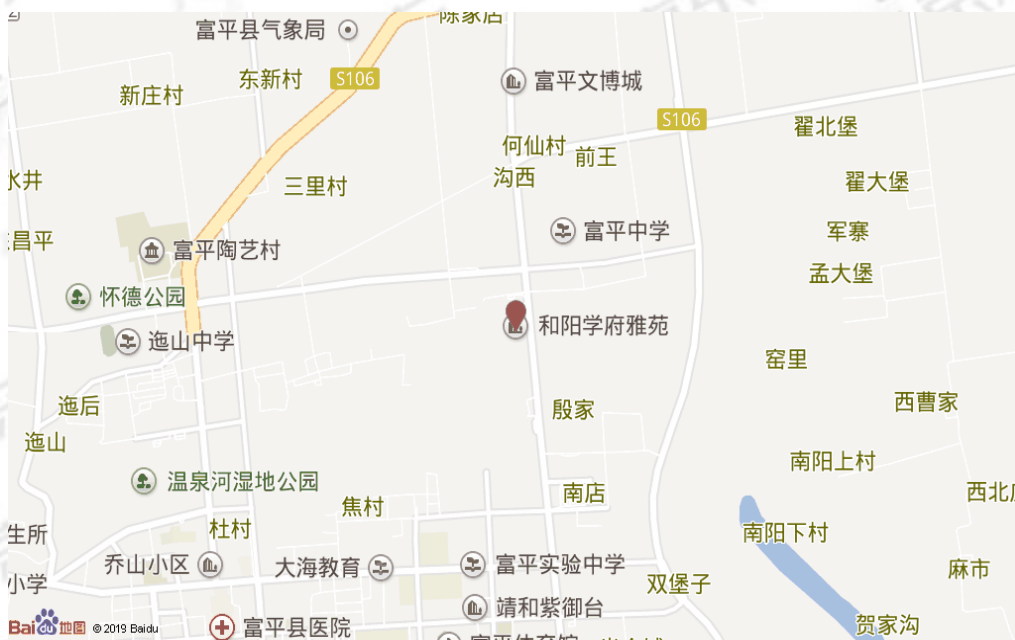 陈家店
富平县气象局
东新村
S106
富平文博城
新庄村
S106
翟北堡
何仙村
前王
沟西
水井
三里村
翟大堡
富平中学
军寨
昌平
富平陶艺村
孟大堡
怀德公园
和阳学府雅苑
迤山中学
窑里
迤后
殷家
西曹家
迤山
南阳上村
温泉河湿地公园
南店
西北
焦村
杜村
南阳下村
生所
乔山小区
大海教育
富平实验中学
麻市
小学
双堡子
靖和紫御台
贺家沟
Bai du 地图
© 2019 Baidu
富平县医院
富平体育馆